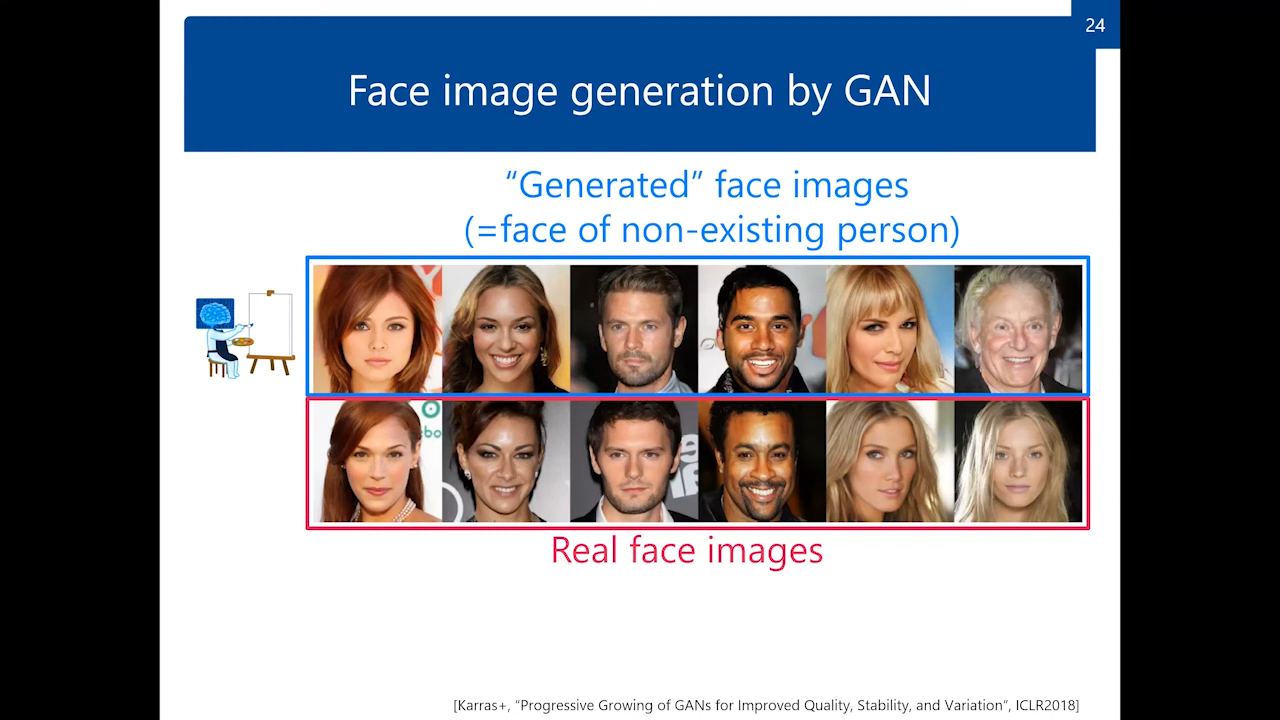 24
Face image generation by GAN
“Generated” face images
(=face of non-existing person)
Real face images
[Karras+, “Progressive Growing of GANs for Improved Quality, Stability, and Variation”, ICLR2018]